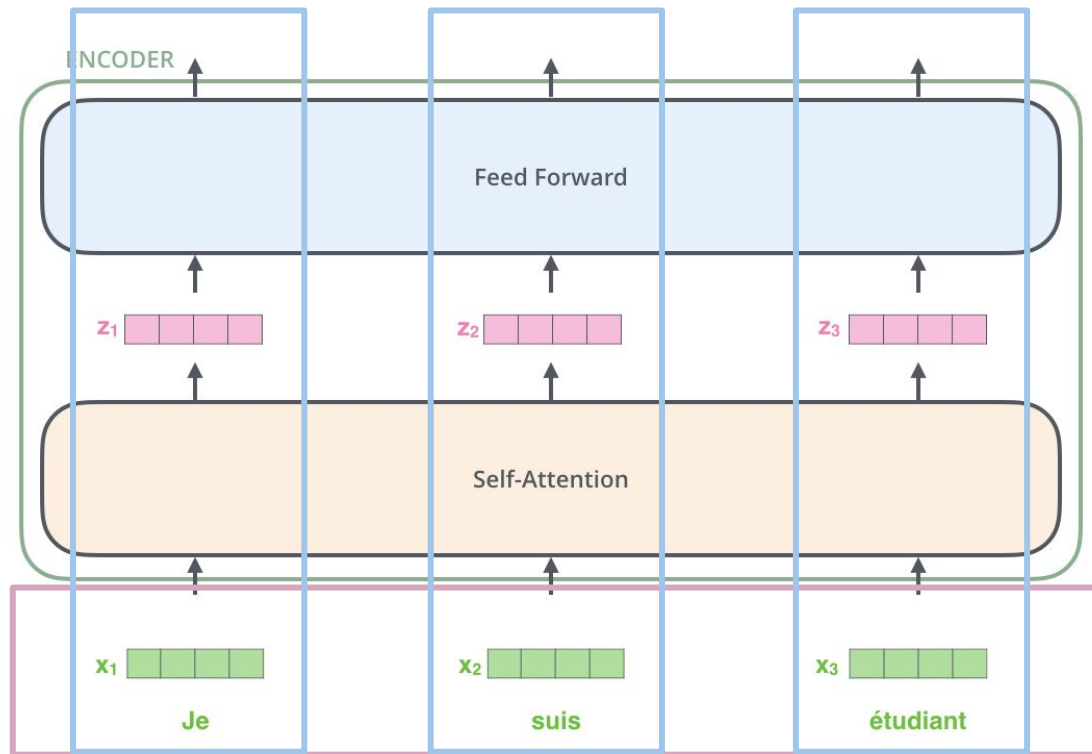 ENCODER
Feed Forward
z₁ z₂ z₃
Self-Attention
x₁ x₂ x₃
Je suis étudiant